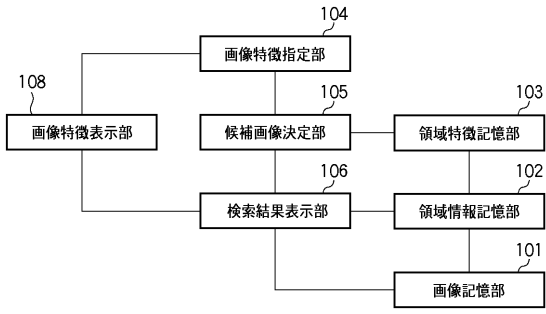 104
画像特徴指定部
108
画像特徴表示部
105
候補画像決定部
103
領域特徴記憶部
106
検索結果表示部
102
領域情報記憶部
101
画像記憶部